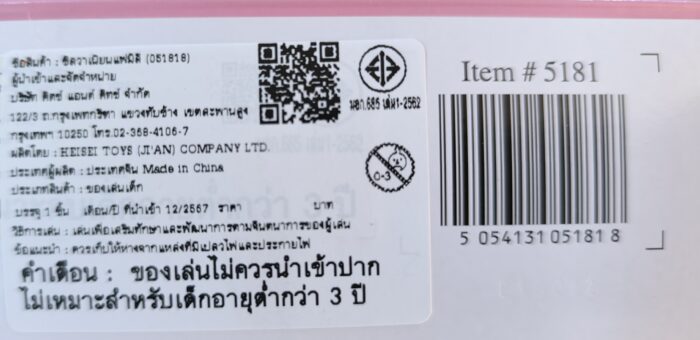 ชื่อสินค้า : ซิลวาเนียนแฟมิลี่ (051818)
ผู้นำเข้าและจัดจำหน่าย
บริษัท คิดซ์ แอนด์ คิทซ์ จำกัด
122/3 ถ.กรุงเทพกรีฑา แขวงทับช้าง เขตสะพานสูง
กรุงเทพฯ 10250 โทร.02-368-4106-7
ผลิตโดย : HEISEI TOYS (JI'AN) COMPANY LTD.
ประเทศผู้ผลิต : ประเทศจีน Made in China
ประเภทสินค้า : ของเล่นเด็ก
บรรจุ 1 ชิ้น เดือน/ปี ที่นำเข้า 12/2567 ราคา บาท
วิธีการเล่น : เล่นเพื่อเสริมทักษะและพัฒนาการตามจินตนาการของผู้เล่น
ข้อแนะนำ : ควรเก็บให้ห่างจากแหล่งที่มีเปลวไฟและประกายไฟ
คำเตือน : ของเล่นไม่ควรนำเข้าปาก
ไม่เหมาะสำหรับเด็กอายุต่ำกว่า 3 ปี
มอก.685 เล่ม1-2562
0-3
Item # 5181
5 054131 051818